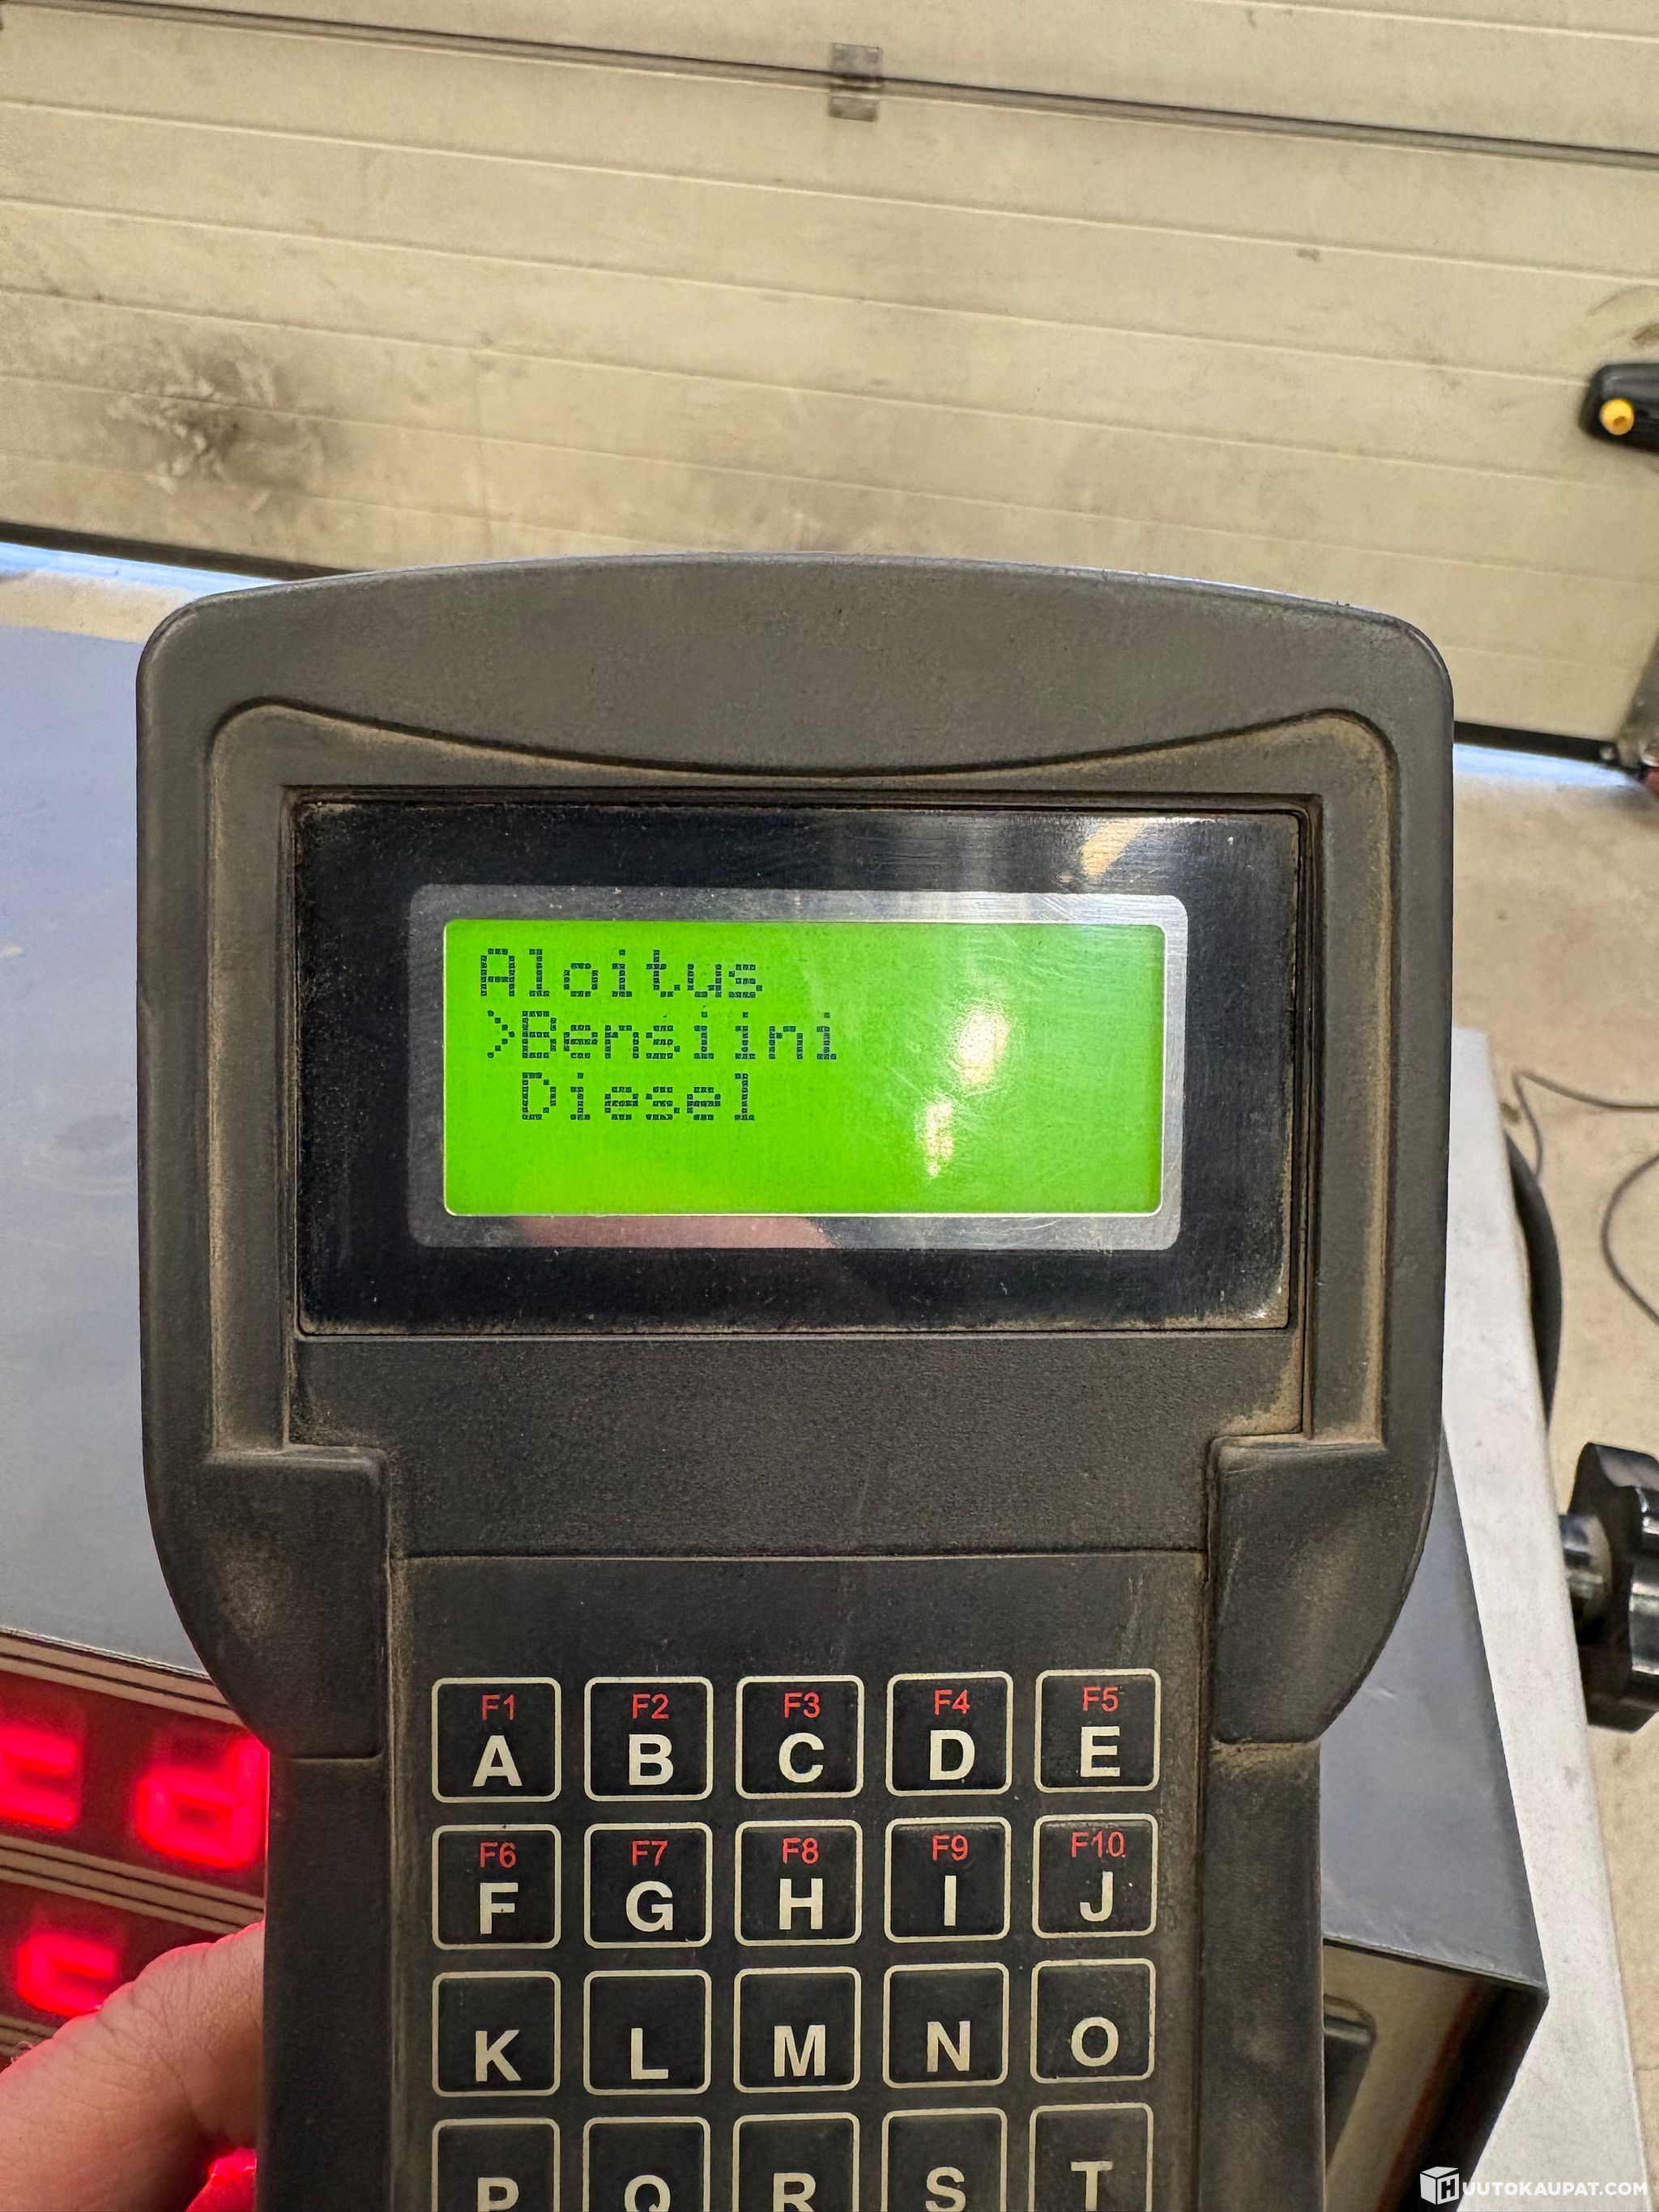 Aloitus
>Bensiini
Diesel
F1 F2 F3 F4 F5
A B C D E
F6 F7 F8 F9 F10
F G H I J
K L M N O
P Q R S T
HUUTOKAUPAT.COM